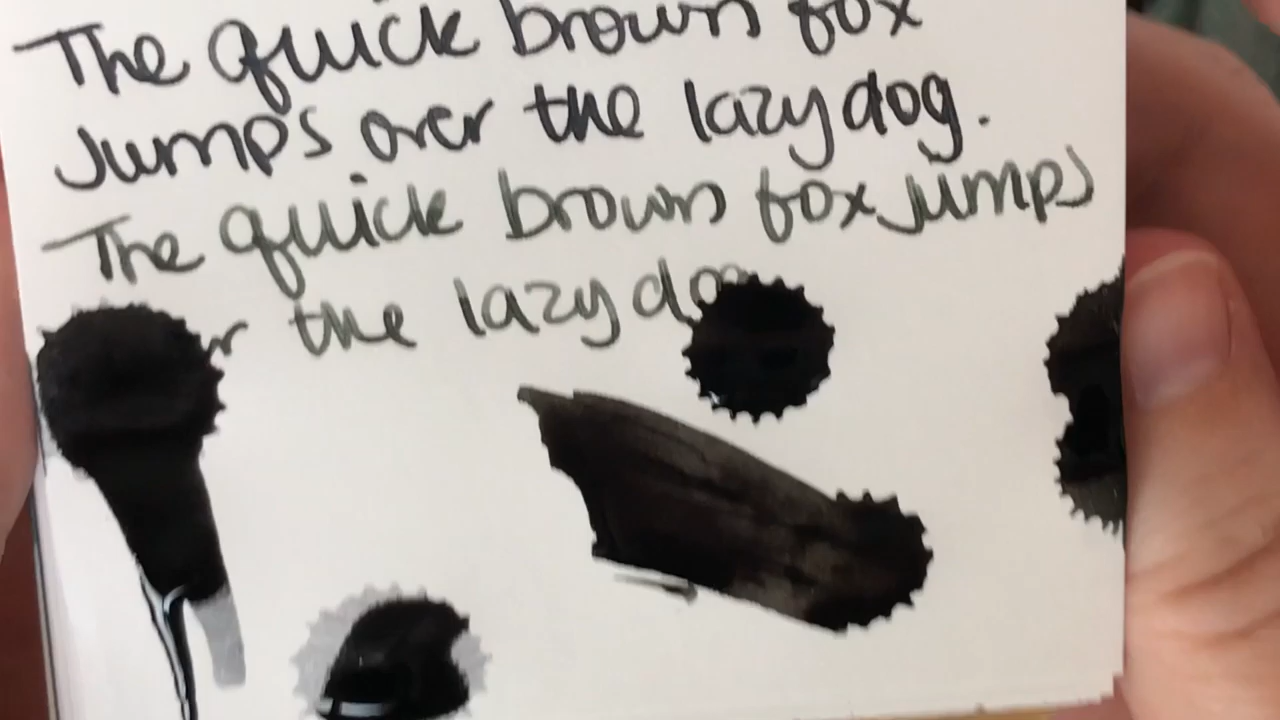 The quick brown fox
Jumps over the lazy dog.
The quick brown fox jumps
the lazy